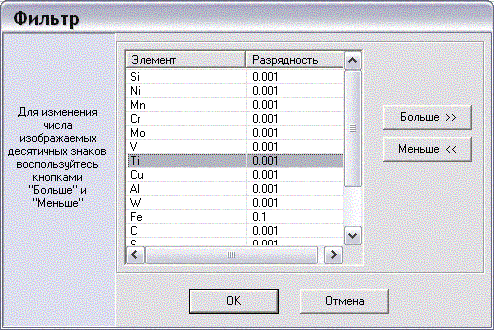 Фильтр
Для изменения
числа
изображаемых
десятичных знаков
воспользуйтесь
кнопками
"Больше" и
"Меньше"
Элемент Разрядность
Si 0.001
Ni 0.001
Mn 0.001
Cr 0.001
Mo 0.001
V 0.001
Ti 0.001
Cu 0.001
Al 0.001
W 0.001
Fe 0.1
C 0.001
S 0.001
Больше >>
Меньше <<
OK Отмена